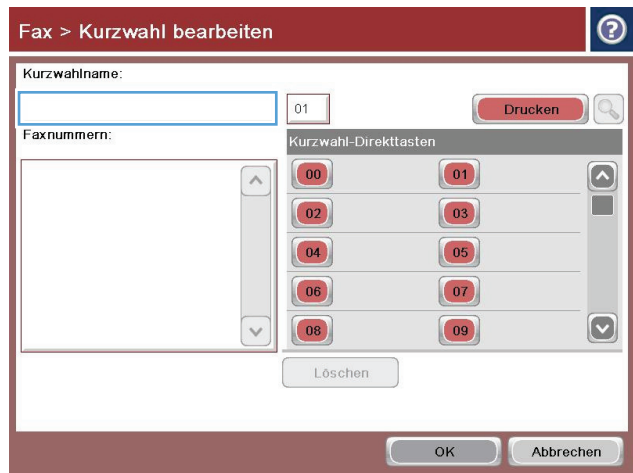 Fax > Kurzwahl bearbeiten
?
Kurzwahlname:
01
Drucken
Faxnummern:
Kurzwahl-Direkttasten
00 01
02 03
04 05
06 07
08 09
Löschen
OK Abbrechen